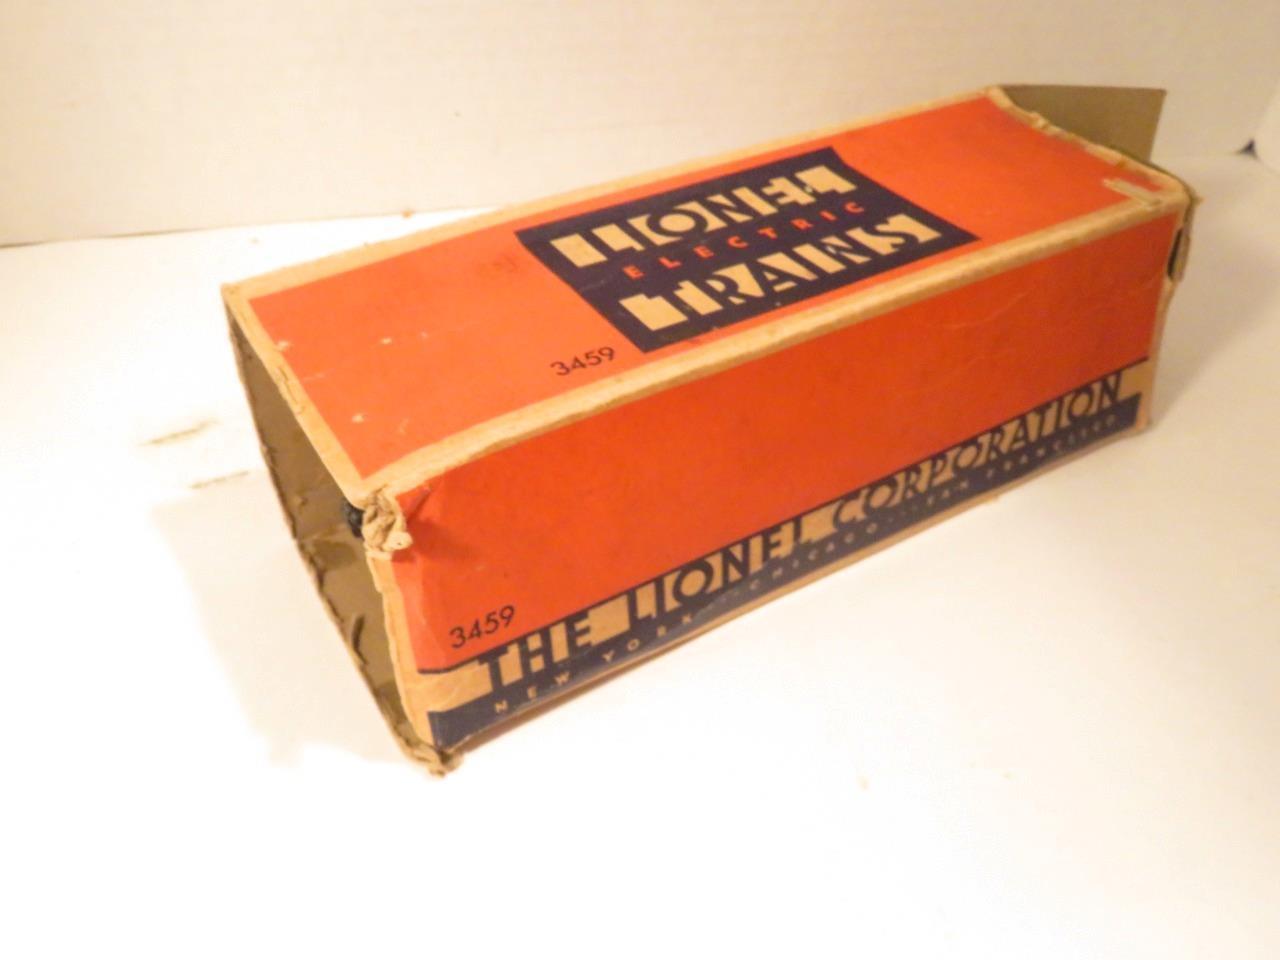 LIONEL
ELECTRIC
TRAINS
3459
3459
THE LIONEL CORPORATION
NEW YORK — CHICAGO — SAN FRANCISCO